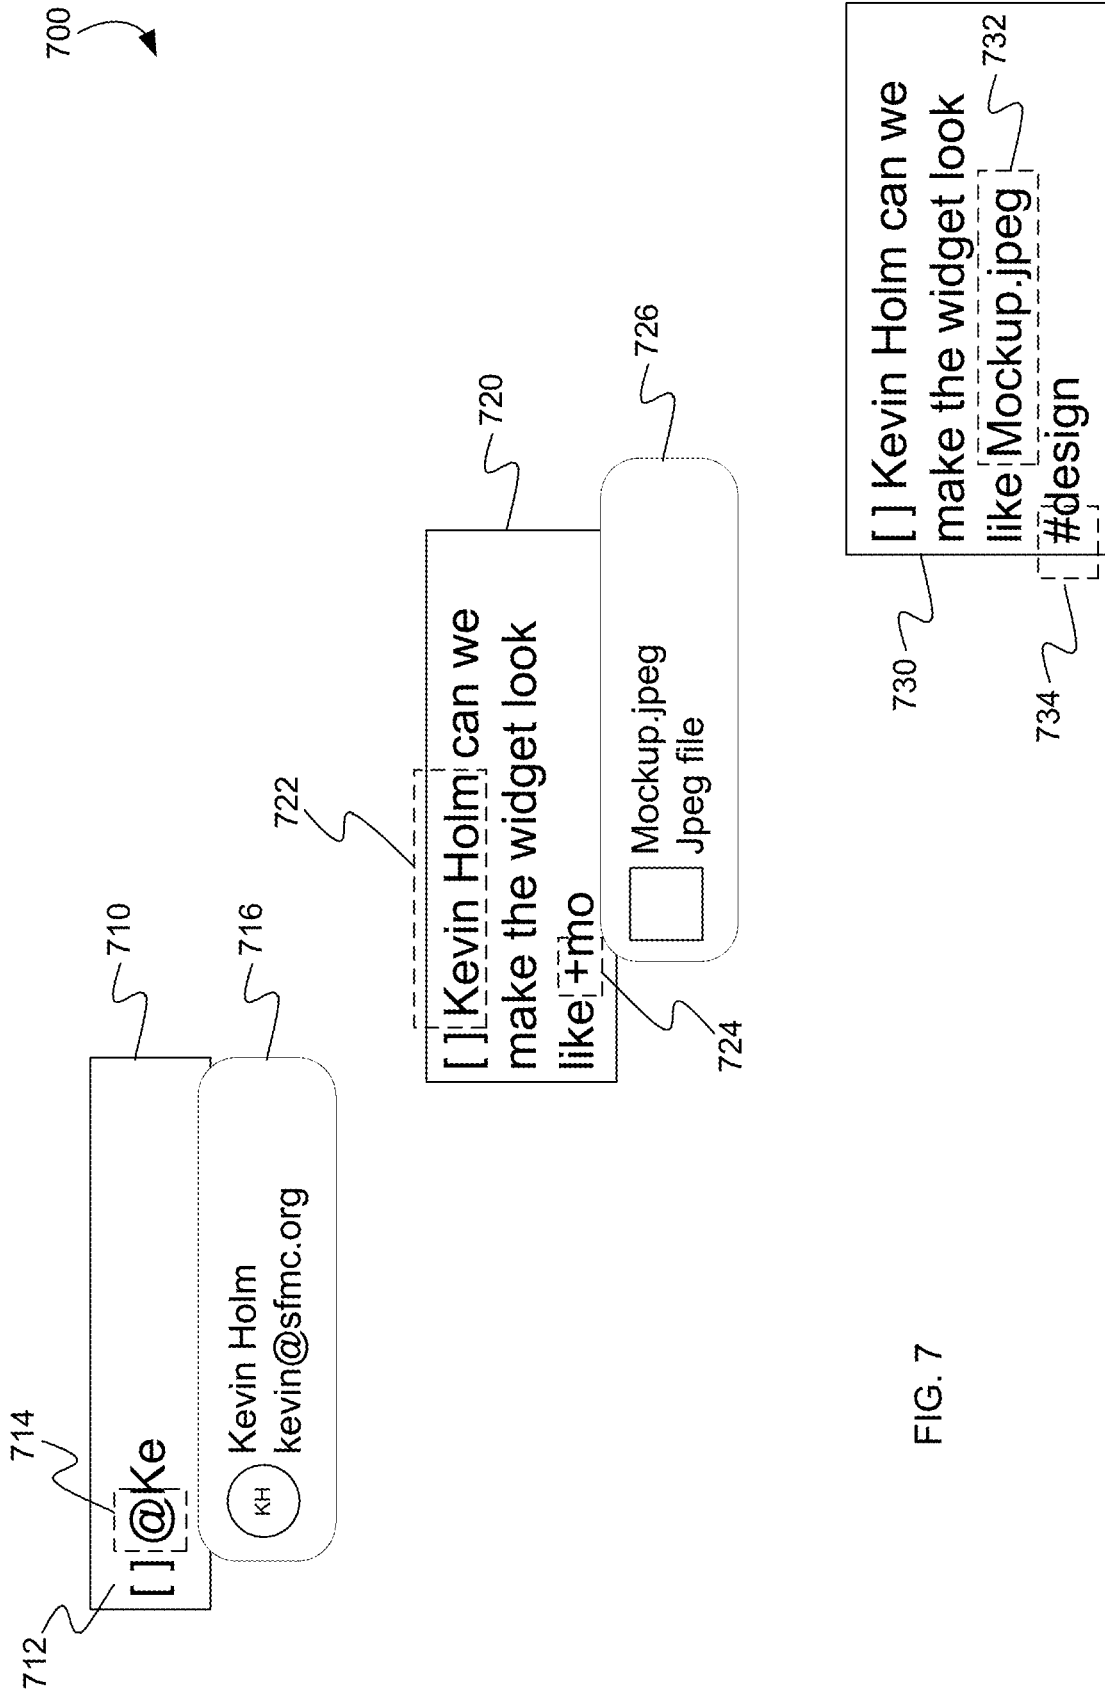 700
710
712
714
[ ] @Ke
716
KH
Kevin Holm
kevin@sfmc.org
720
722
[ ] Kevin Holm can we
make the widget look
like +mo
724
726
Mockup.jpeg
Jpeg file
730
[ ] Kevin Holm can we
make the widget look
like Mockup.jpeg
#design
732
734
FIG. 7